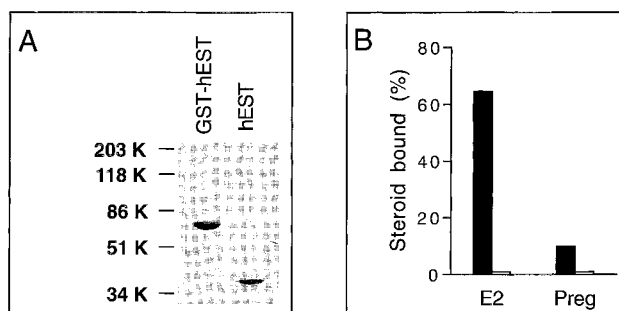 A
GST-hEST
hEST
203 K
118 K
86 K
51 K
34 K
B
Steroid bound (%)
80
60
40
20
0
E2
Preg